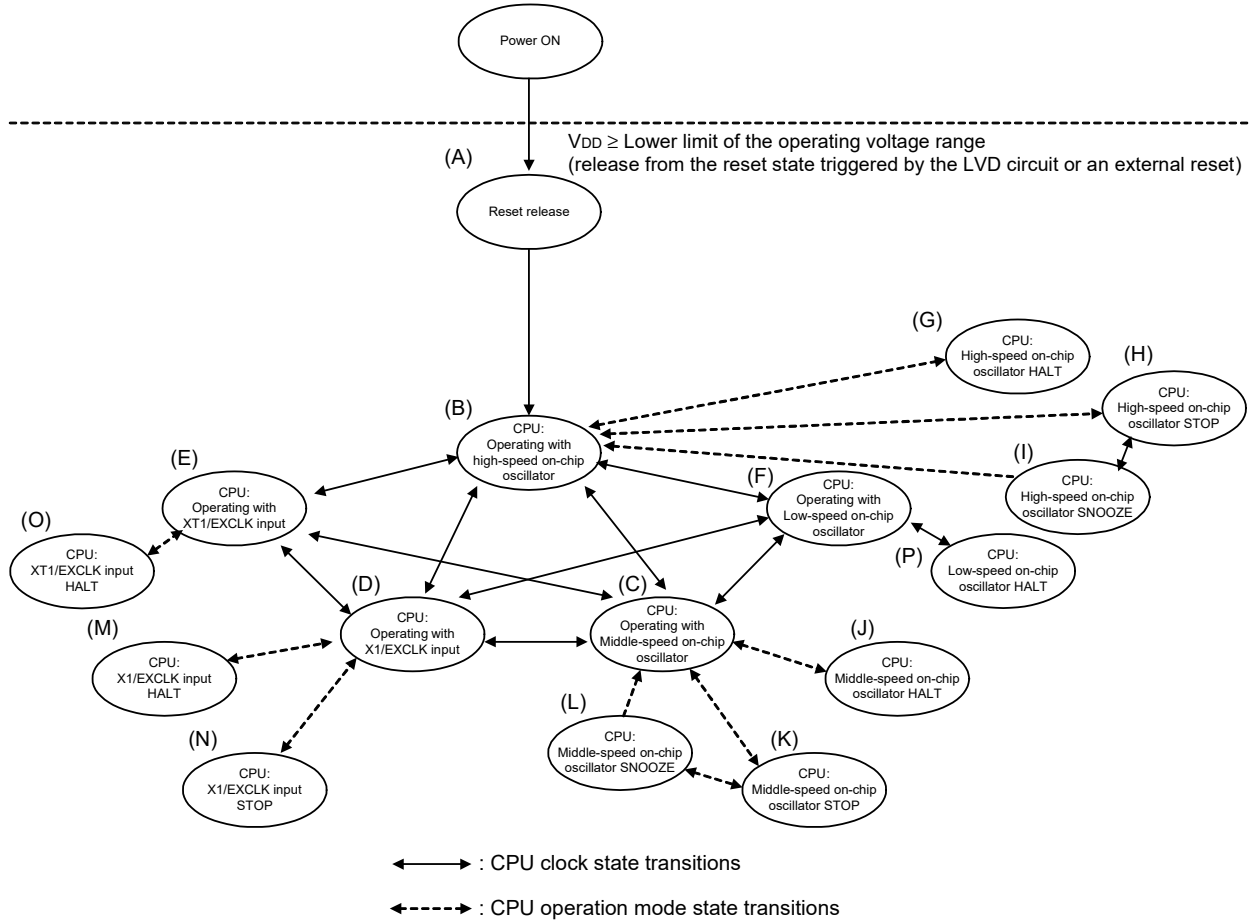 Power ON
VDD ≥ Lower limit of the operating voltage range
(release from the reset state triggered by the LVD circuit or an external reset)
(A)
Reset release
(G)
CPU:
High-speed on-chip
oscillator HALT
(H)
CPU:
High-speed on-chip
oscillator STOP
(B)
CPU:
Operating with
high-speed on-chip
oscillator
(I)
CPU:
High-speed on-chip
oscillator SNOOZE
(E)
CPU:
Operating with
XT1/EXCLK input
(F)
CPU:
Operating with
Low-speed on-chip
oscillator
(O)
CPU:
XT1/EXCLK input
HALT
(P)
CPU:
Low-speed on-chip
oscillator HALT
(D)
CPU:
Operating with
X1/EXCLK input
(C)
CPU:
Operating with
Middle-speed on-chip
oscillator
(M)
CPU:
X1/EXCLK input
HALT
(J)
CPU:
Middle-speed on-chip
oscillator HALT
(N)
CPU:
X1/EXCLK input
STOP
(L)
CPU:
Middle-speed on-chip
oscillator SNOOZE
(K)
CPU:
Middle-speed on-chip
oscillator STOP
: CPU clock state transitions
: CPU operation mode state transitions